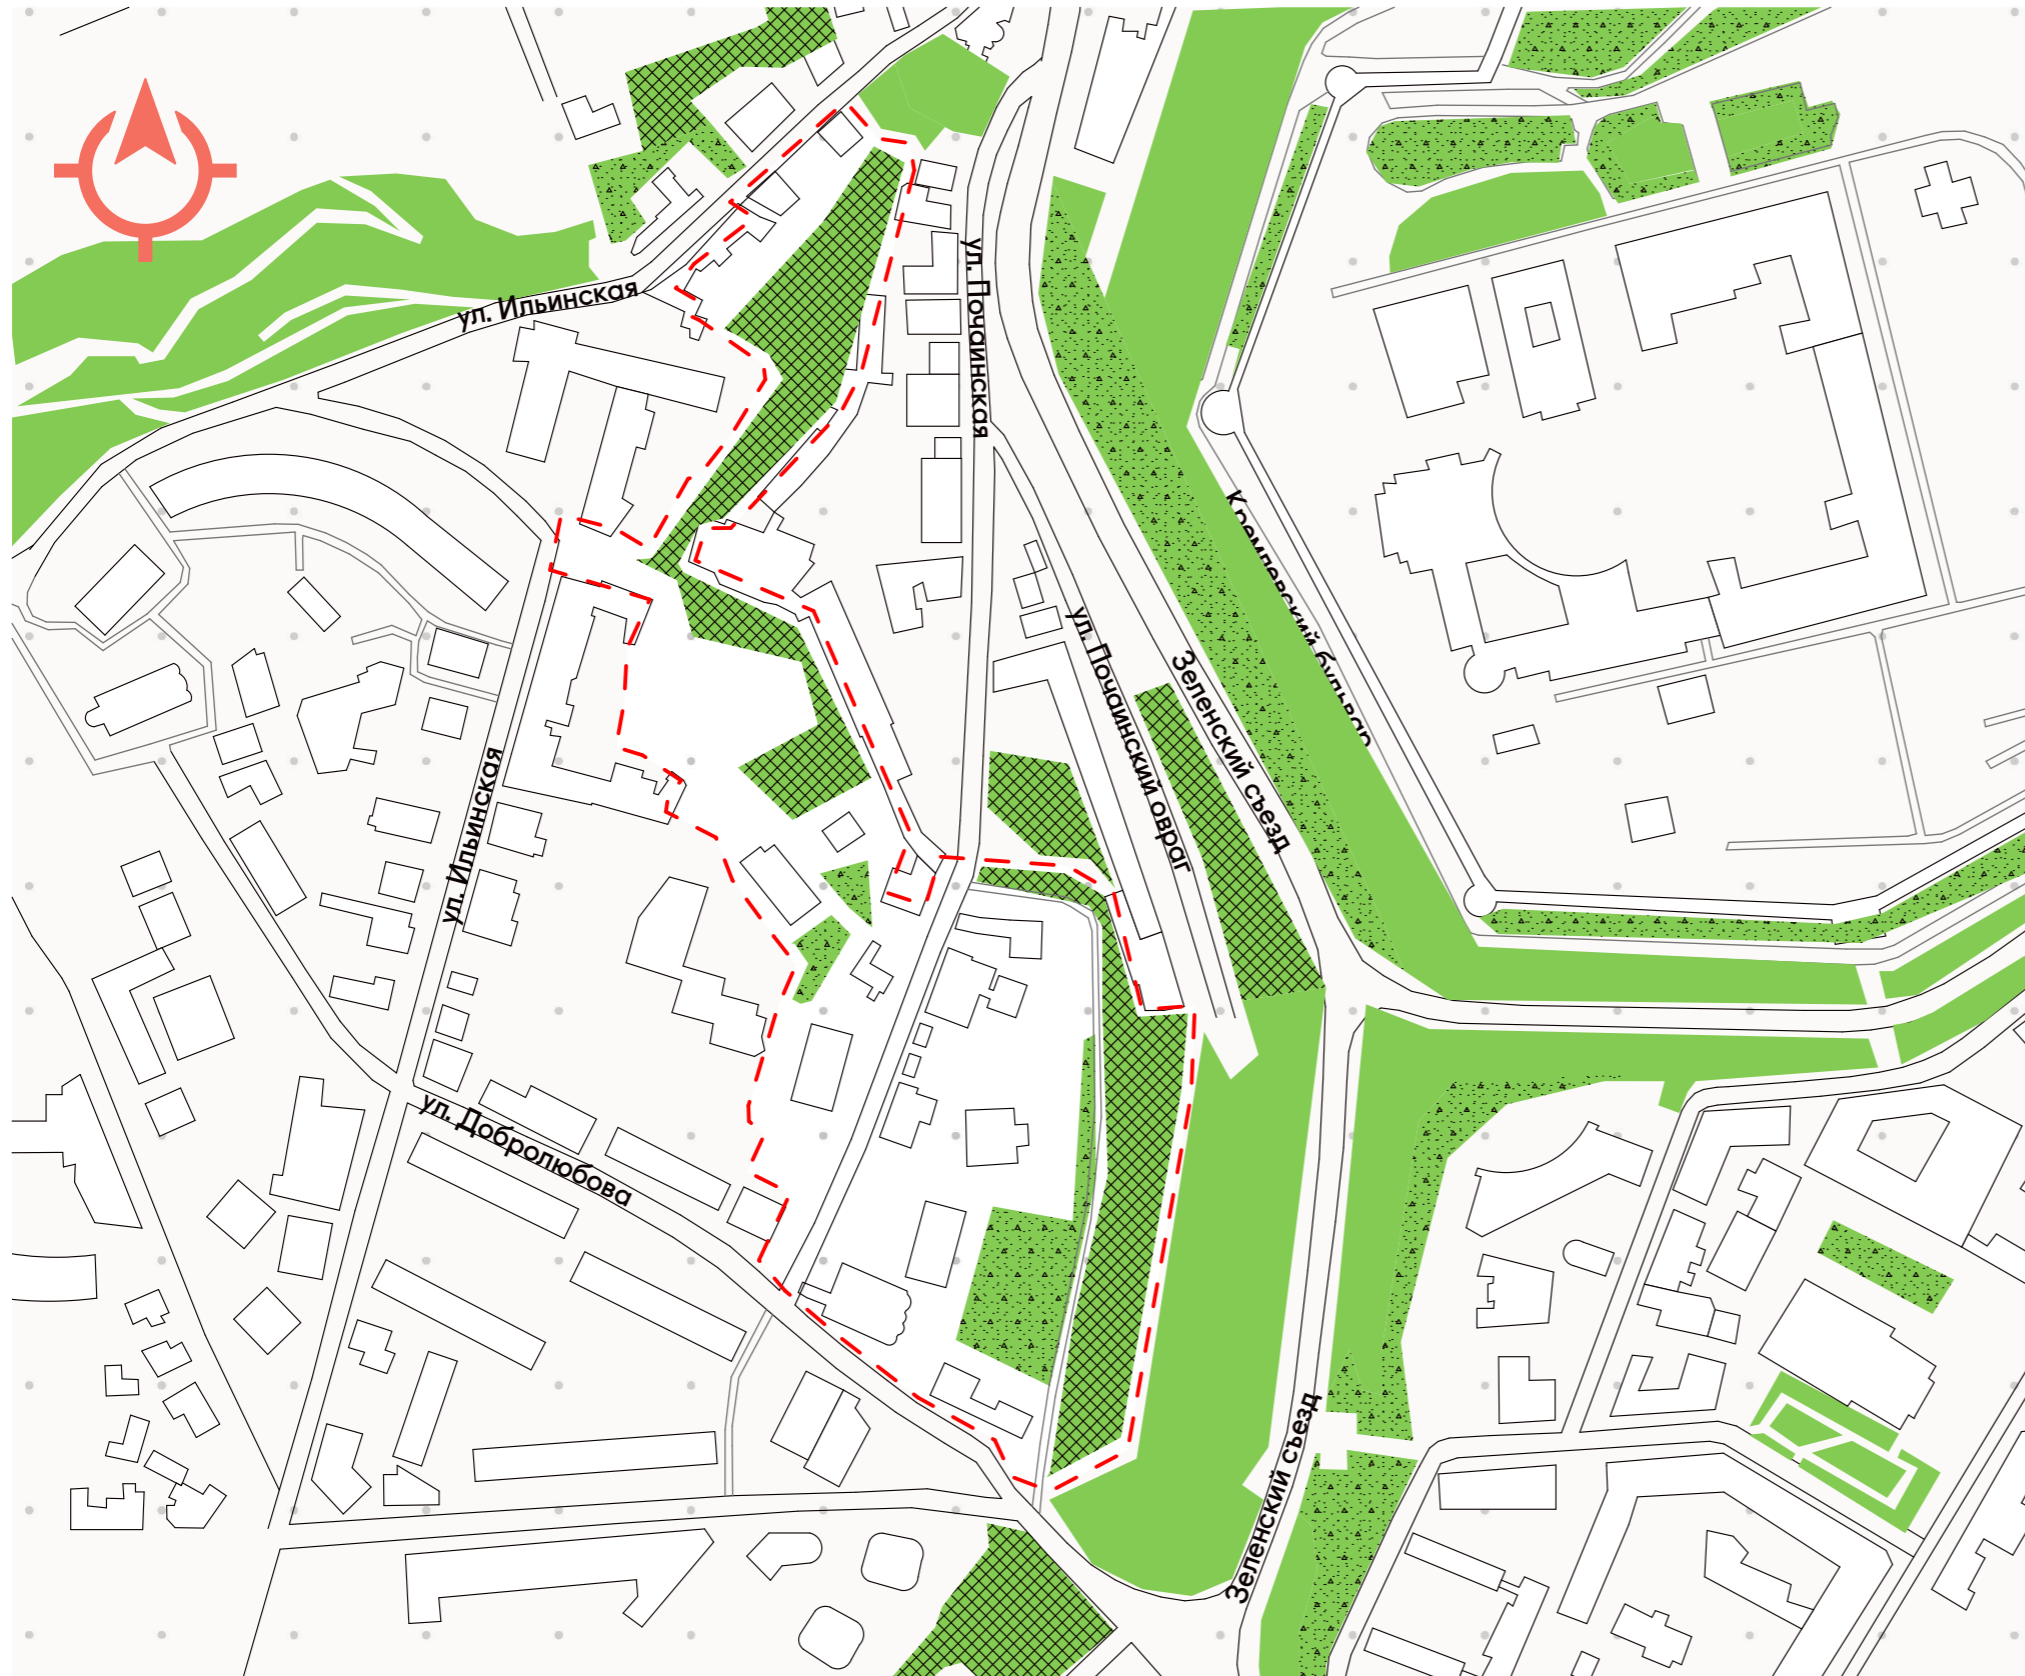 ул. Ильинская
ул. Почаинская
Кремлевский бульвар
ул. Почаинский овраг
Зеленский съезд
ул. Ильинская
ул. Добролюбова
Зеленский съезд